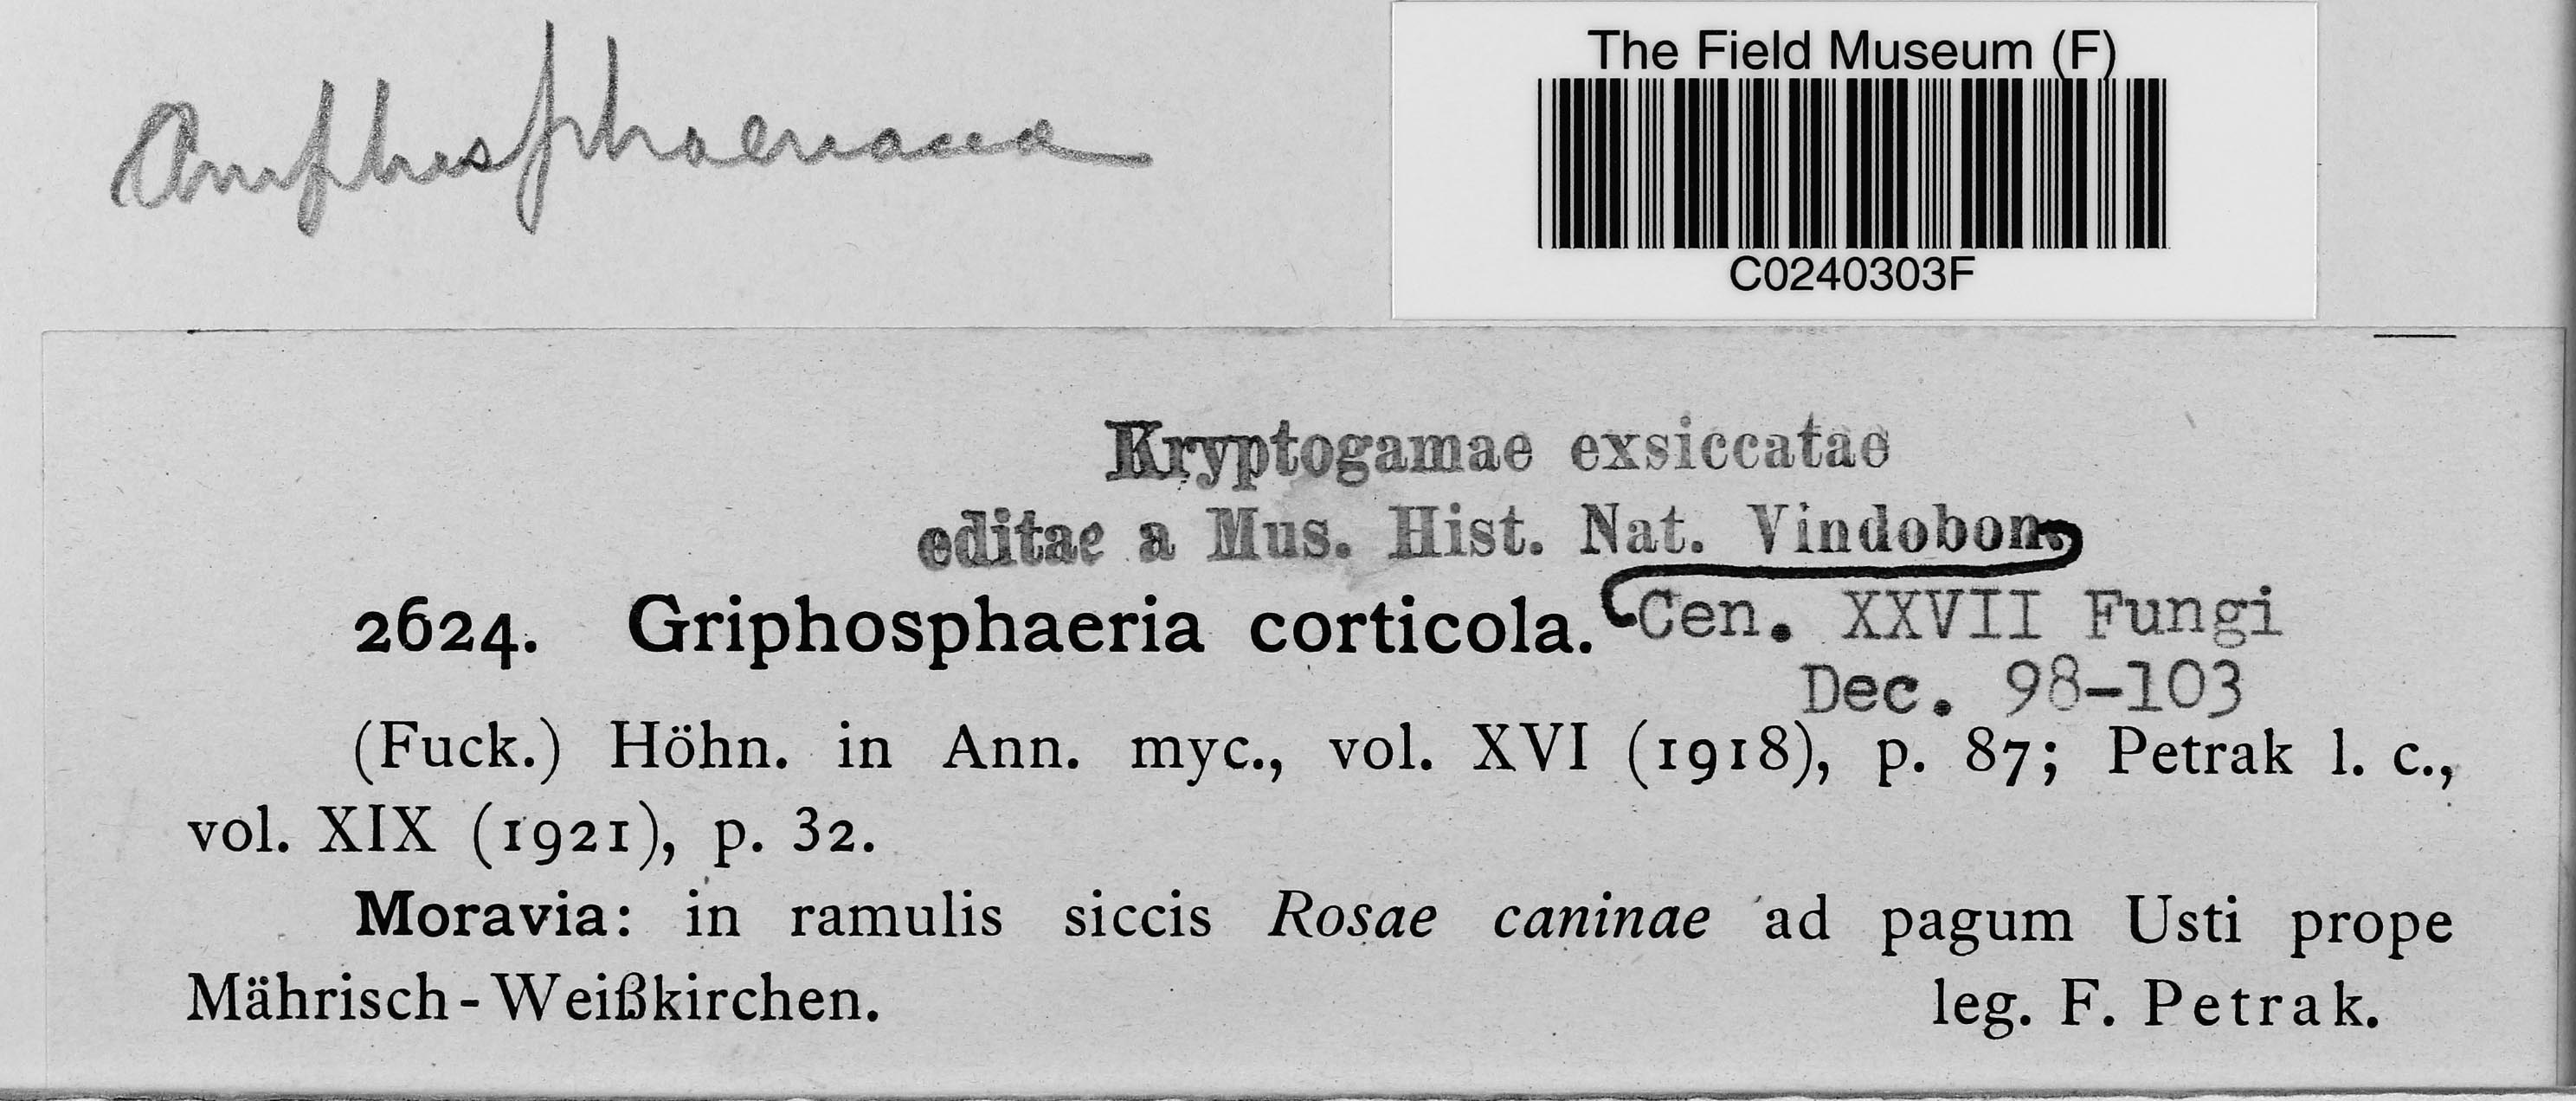 Amphisphaeriaceae
The Field Museum (F)
C0240303F
Kryptogamae exsiccatae
editae a Mus. Hist. Nat. Vindobon.
2624. Griphosphaeria corticola. Cen. XXVII Fungi
Dec. 98-103
(Fuck.) Höhn. in Ann. myc., vol. XVI (1918), p. 87; Petrak l. c.,
vol. XIX (1921), p. 32.
Moravia: in ramulis siccis Rosae caninae ad pagum Usti prope
Mährisch-Weißkirchen. leg. F. Petrak.